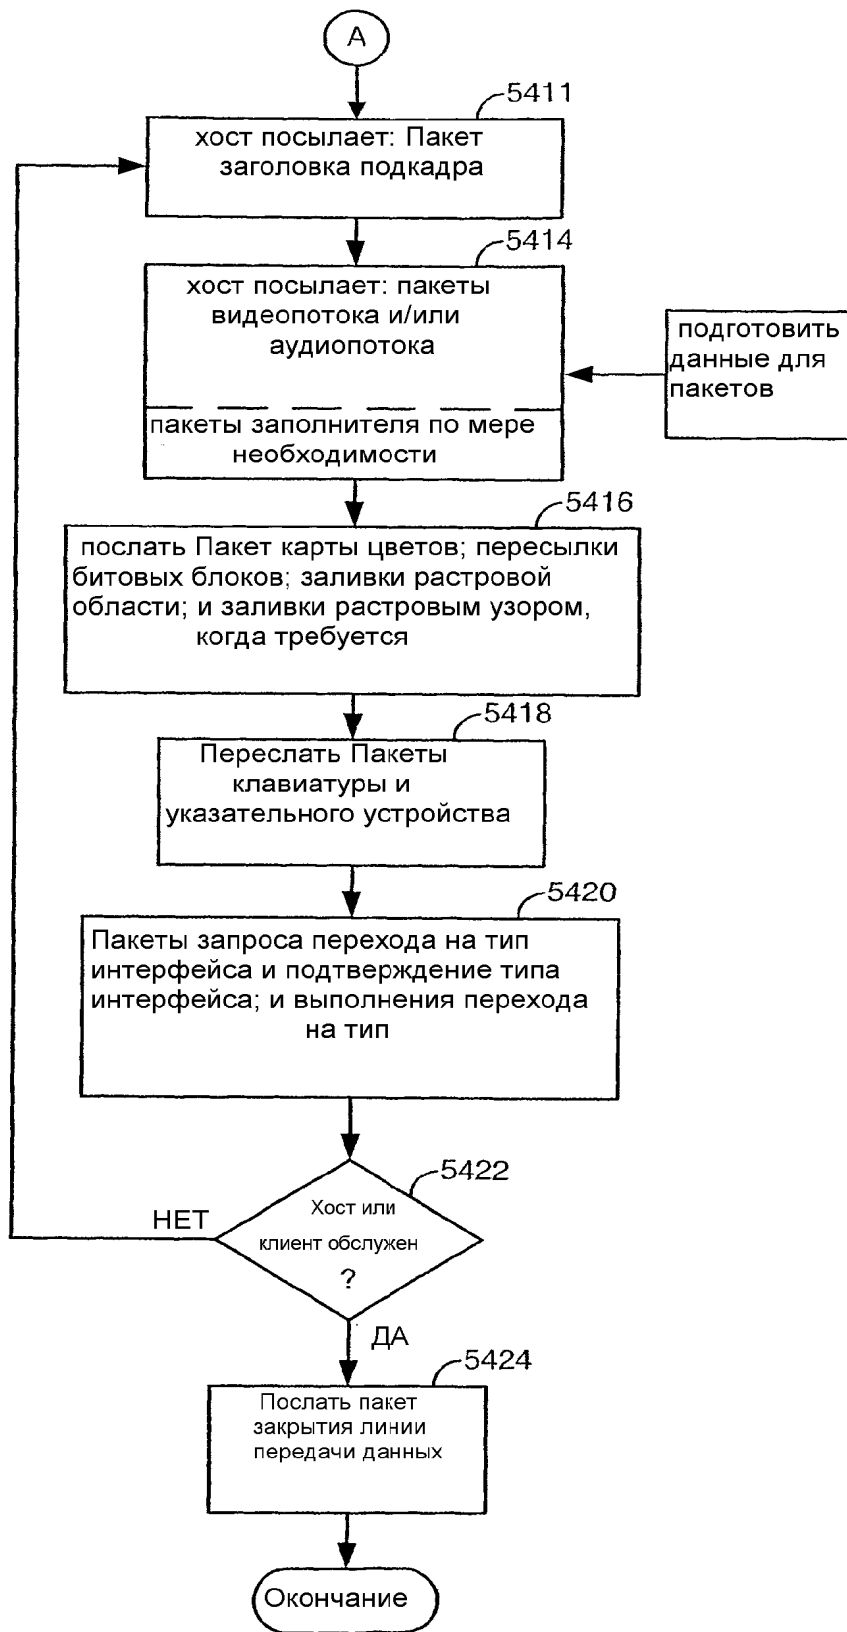 А
5411
хост посылает: Пакет
заголовка подкадра
5414
хост посылает: пакеты
видеопотока и/или
аудиопотока
пакеты заполнителя по мере
необходимости
подготовить
данные для
пакетов
5416
послать Пакет карты цветов; пересылки
битовых блоков; заливки растровой
области; и заливки растровым узором,
когда требуется
5418
Переслать Пакеты
клавиатуры и
указательного устройства
5420
Пакеты запроса перехода на тип
интерфейса и подтверждение типа
интерфейса; и выполнения перехода
на тип
5422
Хост или
клиент обслужен
?
НЕТ
ДА
5424
Послать пакет
закрытия линии
передачи данных
Окончание